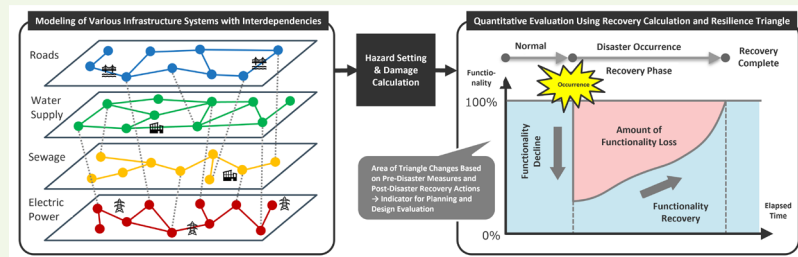 Modeling of Various Infrastructure Systems with Interdependencies
Roads
Water
Supply
Sewage
Electric
Power
Hazard Setting
& Damage
Calculation
Quantitative Evaluation Using Recovery Calculation and Resilience Triangle
Normal
Disaster Occurrence
Recovery
Complete
Functio-
nality
Recovery Phase
Occurrence
100%
Functionality
Decline
Amount of
Functionality Loss
Area of Triangle Changes Based
on Pre-Disaster Measures and
Post-Disaster Recovery Actions
→ Indicator for Planning and
Design Evaluation
Functionality
Recovery
Elapsed
Time
0%